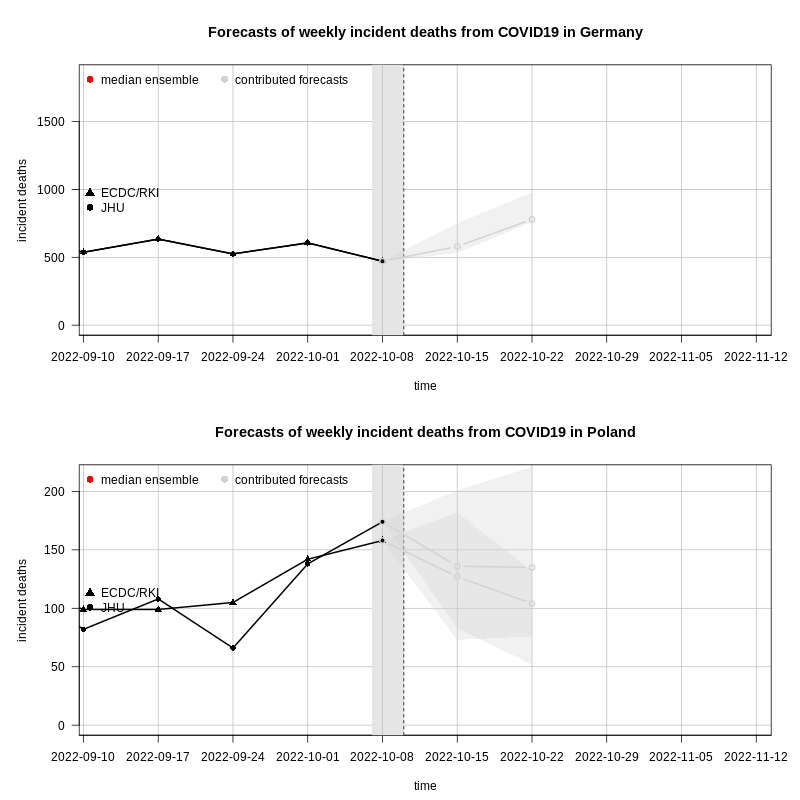 Forecasts of weekly incident deaths from COVID19 in Germany
median ensemble contributed forecasts
1500
1000
500
0
ECDC/RKI
JHU
incident deaths
2022-09-10 2022-09-17 2022-09-24 2022-10-01 2022-10-08 2022-10-15 2022-10-22 2022-10-29 2022-11-05 2022-11-12
time
Forecasts of weekly incident deaths from COVID19 in Poland
median ensemble contributed forecasts
200
150
100
50
0
ECDC/RKI
JHU
incident deaths
2022-09-10 2022-09-17 2022-09-24 2022-10-01 2022-10-08 2022-10-15 2022-10-22 2022-10-29 2022-11-05 2022-11-12
time